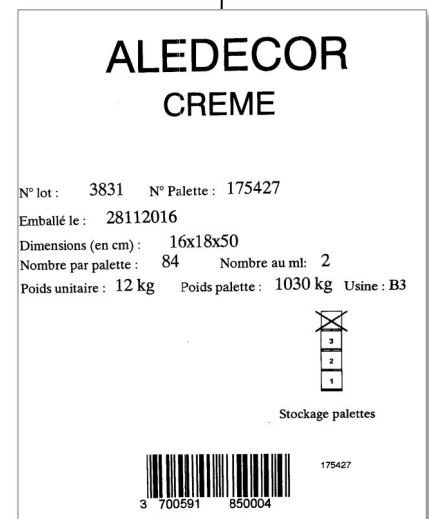 ALEDECOR
CREME
N° lot : 3831 N° Palette : 175427
Emballé le : 28112016
Dimensions (en cm) : 16x18x50
Nombre par palette : 84 Nombre au ml: 2
Poids unitaire : 12 kg Poids palette : 1030 kg Usine : B3
3
2
1
Stockage palettes
175427
3 700591 850004